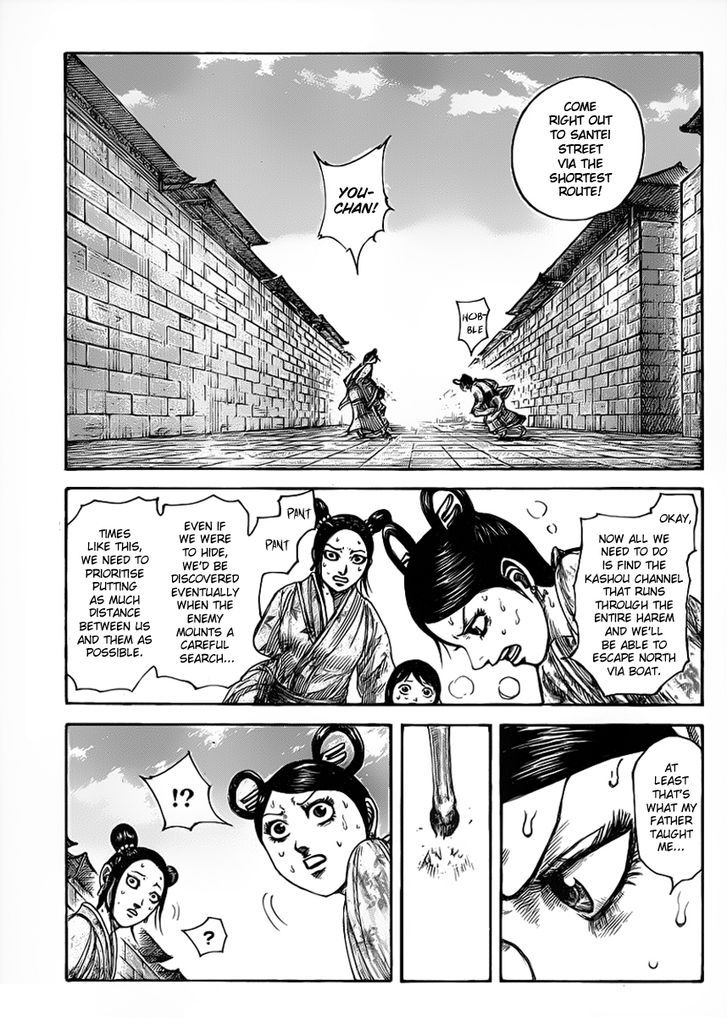 COME
RIGHT OUT
TO SANTEI
STREET
VIA THE
SHORTEST
ROUTE!
YOU-
CHAN!
WOB-
BLE
OKAY,
NOW ALL WE
NEED TO DO
IS FIND THE
KASHOU CHANNEL
THAT RUNS
THROUGH THE
ENTIRE HAREM
AND WE'LL
BE ABLE TO
ESCAPE NORTH
VIA BOAT.
PANT
PANT
EVEN IF
WE WERE
TO HIDE,
WE'D BE
DISCOVERED
EVENTUALLY
WHEN THE
ENEMY
MOUNTS A
CAREFUL
SEARCH...
TIMES
LIKE THIS,
WE NEED TO
PRIORITISE
PUTTING
AS MUCH
DISTANCE
BETWEEN US
AND THEM AS
POSSIBLE.
AT
LEAST
THAT'S
WHAT MY
FATHER
TAUGHT
ME...
!?
?